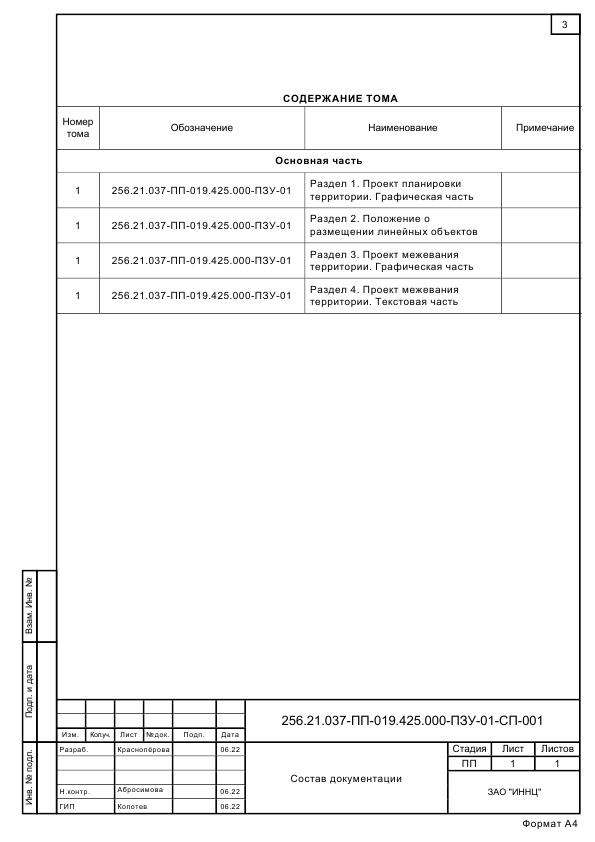 3
СОДЕРЖАНИЕ ТОМА
Номер тома Обозначение Наименование Примечание
Основная часть
1 256.21.037-ПП-019.425.000-ПЗУ-01 Раздел 1. Проект планировки
территории. Графическая часть
1 256.21.037-ПП-019.425.000-ПЗУ-01 Раздел 2. Положение о
размещении линейных объектов
1 256.21.037-ПП-019.425.000-ПЗУ-01 Раздел 3. Проект межевания
территории. Графическая часть
1 256.21.037-ПП-019.425.000-ПЗУ-01 Раздел 4. Проект межевания
территории. Текстовая часть
Взам. Инв. №
Подп. и дата
Инв. № подл.
256.21.037-ПП-019.425.000-ПЗУ-01-СП-001
Изм. Колуч. Лист №док. Подп. Дата
Разраб. Краснопёрова 06.22
Н.контр. Абросимова 06.22
ГИП Копотев 06.22
Состав документации
Стадия Лист Листов
ПП 1 1
ЗАО "ИННЦ"
Формат А4